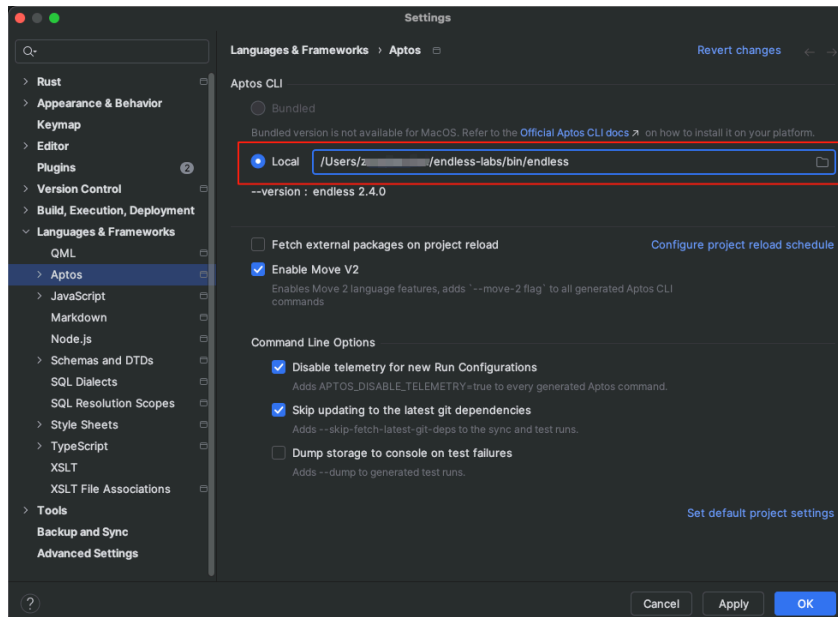 Settings
Languages & Frameworks › Aptos
Revert changes
Rust
Appearance & Behavior
Keymap
Editor
Plugins 2
Version Control
Build, Execution, Deployment
Languages & Frameworks
QML
Aptos
JavaScript
Markdown
Node.js
Schemas and DTDs
SQL Dialects
SQL Resolution Scopes
Style Sheets
TypeScript
XSLT
XSLT File Associations
Tools
Backup and Sync
Advanced Settings
Aptos CLI
Bundled
Bundled version is not available for MacOS. Refer to the Official Aptos CLI docs ↗ on how to install it on your platform.
Local /Users/z /endless-labs/bin/endless
--version : endless 2.4.0
Fetch external packages on project reload Configure project reload schedule
Enable Move V2
Enables Move 2 language features, adds `--move-2 flag` to all generated Aptos CLI
commands
Command Line Options
Disable telemetry for new Run Configurations
Adds APTOS_DISABLE_TELEMETRY=true to every generated Aptos command.
Skip updating to the latest git dependencies
Adds --skip-fetch-latest-git-deps to the sync and test runs.
Dump storage to console on test failures
Adds --dump to generated test runs.
Set default project settings
?
Cancel Apply OK